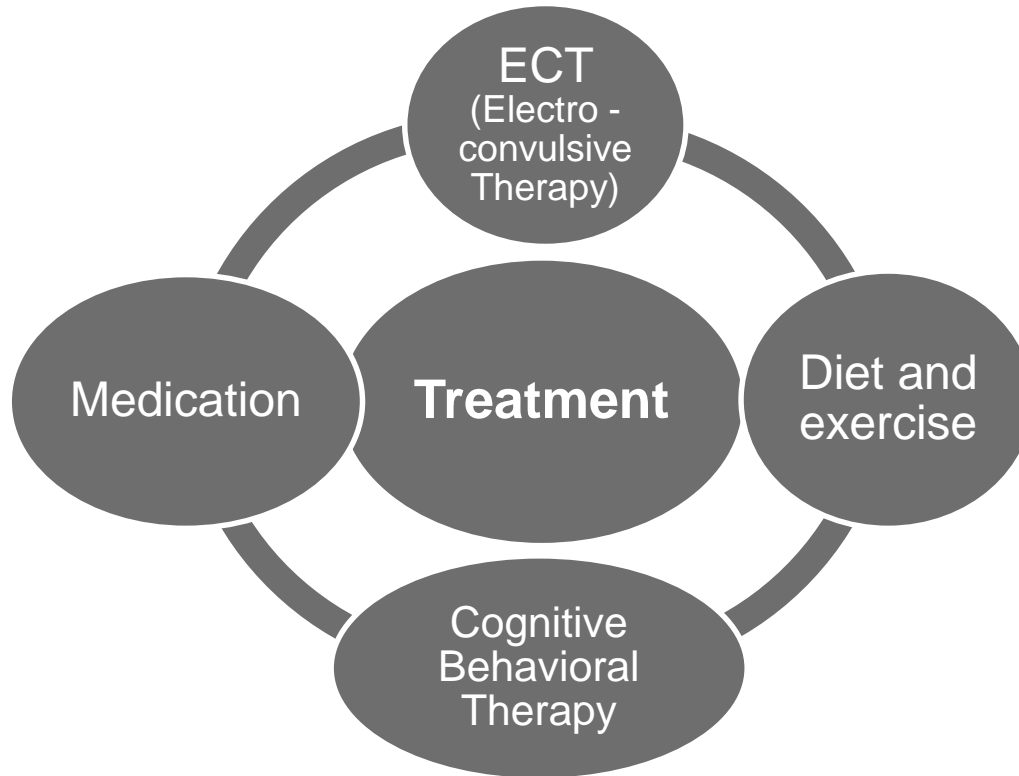 ECT
(Electro -
convulsive
Therapy)
Medication
Treatment
Diet and
exercise
Cognitive
Behavioral
Therapy